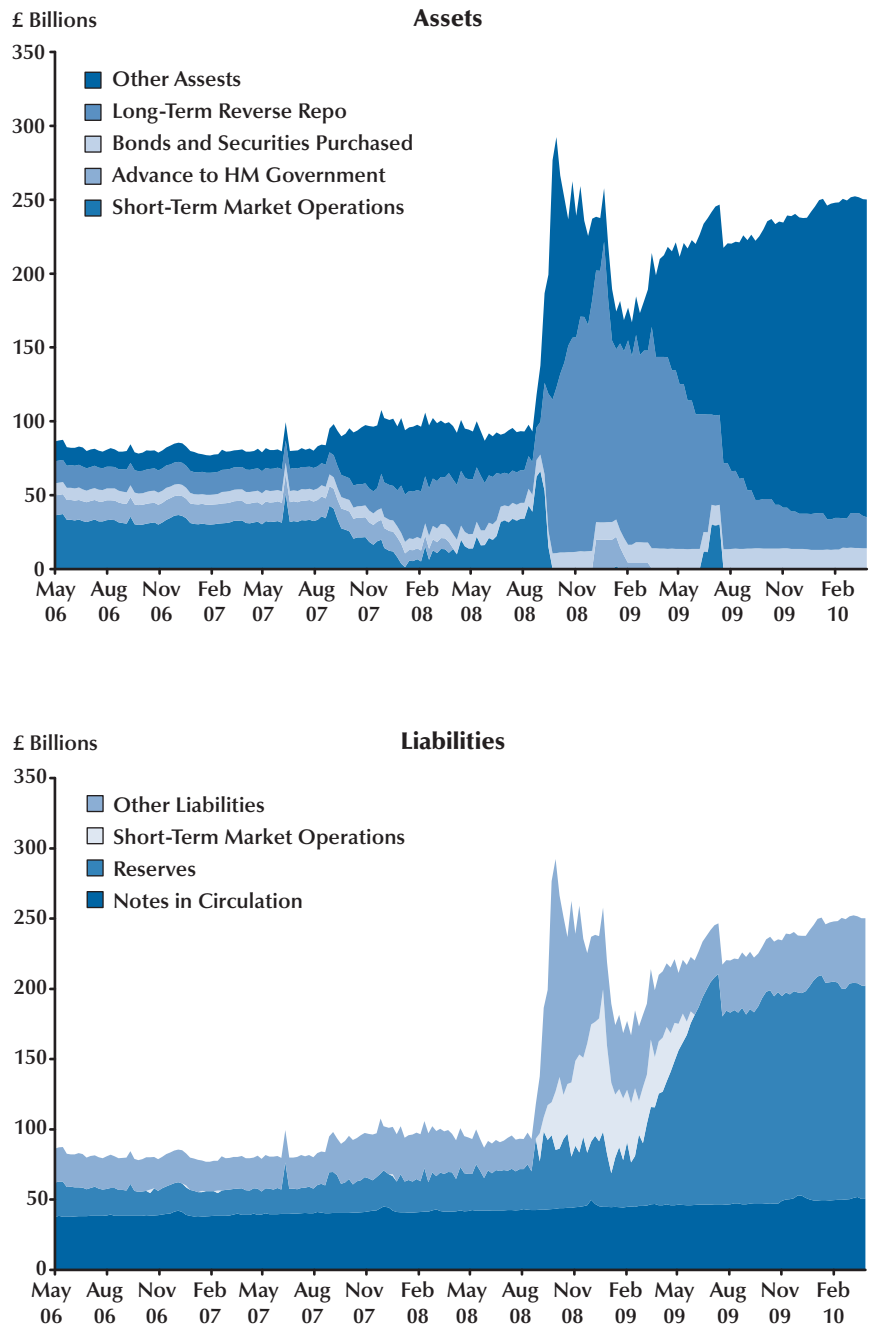 £ Billions
Assets
350
Other Assests
Long-Term Reverse Repo
300
Bonds and Securities Purchased
Advance to HM Government
250
Short-Term Market Operations
200
150
100
50
0
May Aug Nov Feb May Aug Nov Feb May Aug Nov Feb May Aug Nov Feb
06 06 06 07 07 07 07 08 08 08 08 09 09 09 09 10
£ Billions
Liabilities
350
Other Liabilities
Short-Term Market Operations
300
Reserves
Notes in Circulation
250
200
150
100
50
0
May Aug Nov Feb May Aug Nov Feb May Aug Nov Feb May Aug Nov Feb
06 06 06 07 07 07 07 08 08 08 08 09 09 09 09 10